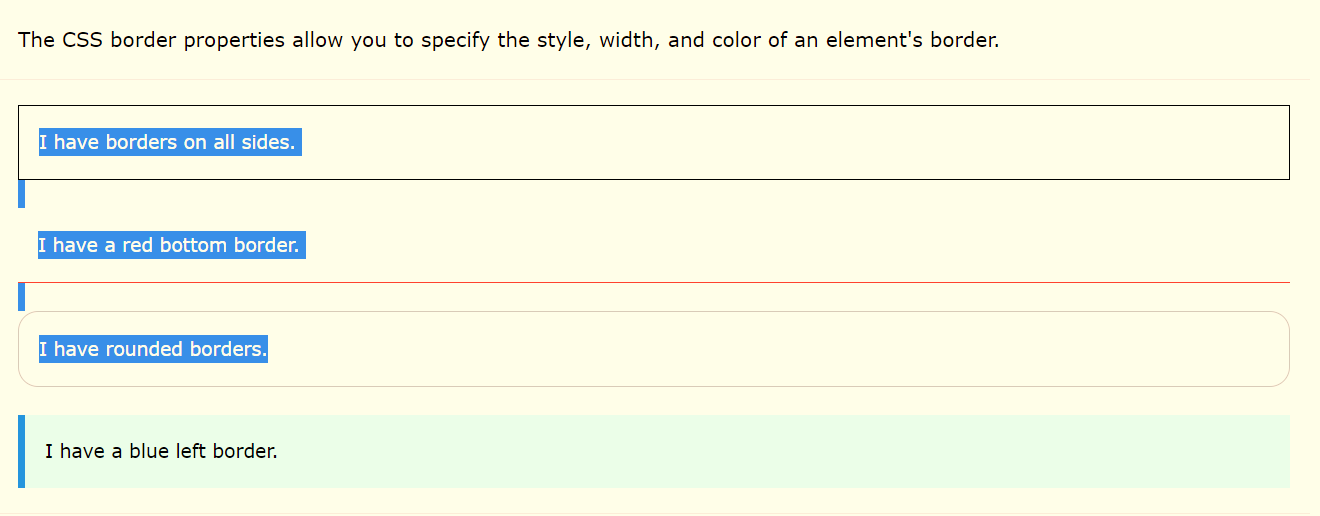 The CSS border properties allow you to specify the style, width, and color of an element's border.
I have borders on all sides.
I have a red bottom border.
I have rounded borders.
I have a blue left border.